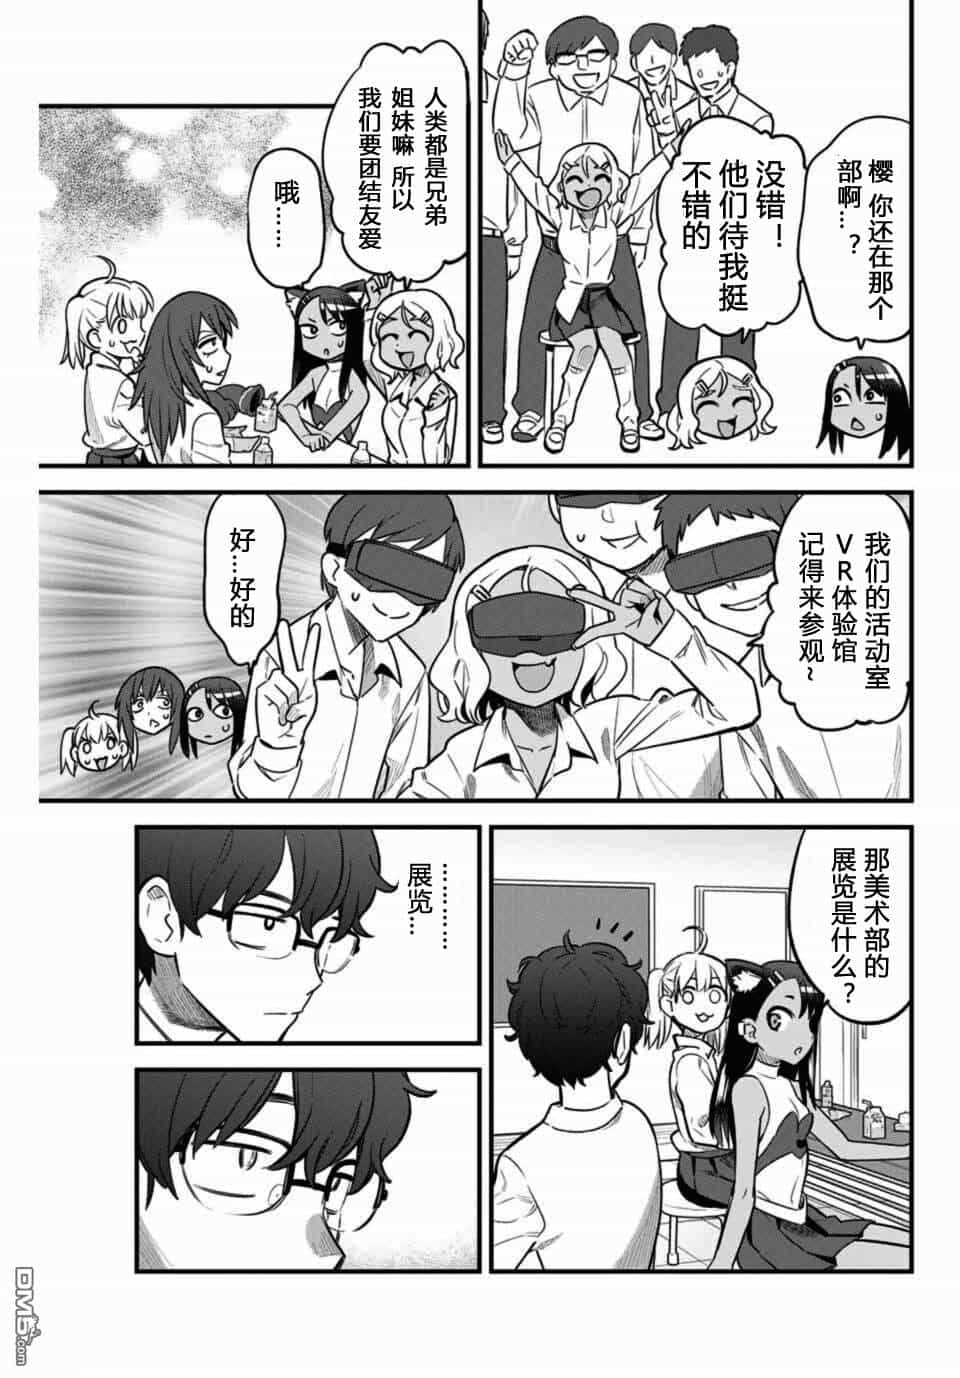 樱 你还在那个
部啊…？
没错！
他们待我挺
不错的
人类都是兄弟
姐妹嘛 所以
我们要团结友爱
哦……
我们的活动室
VR体验馆
记得来参观~
好…好的
那美术部的
展览是什么？
………
展览…
DM5
.com